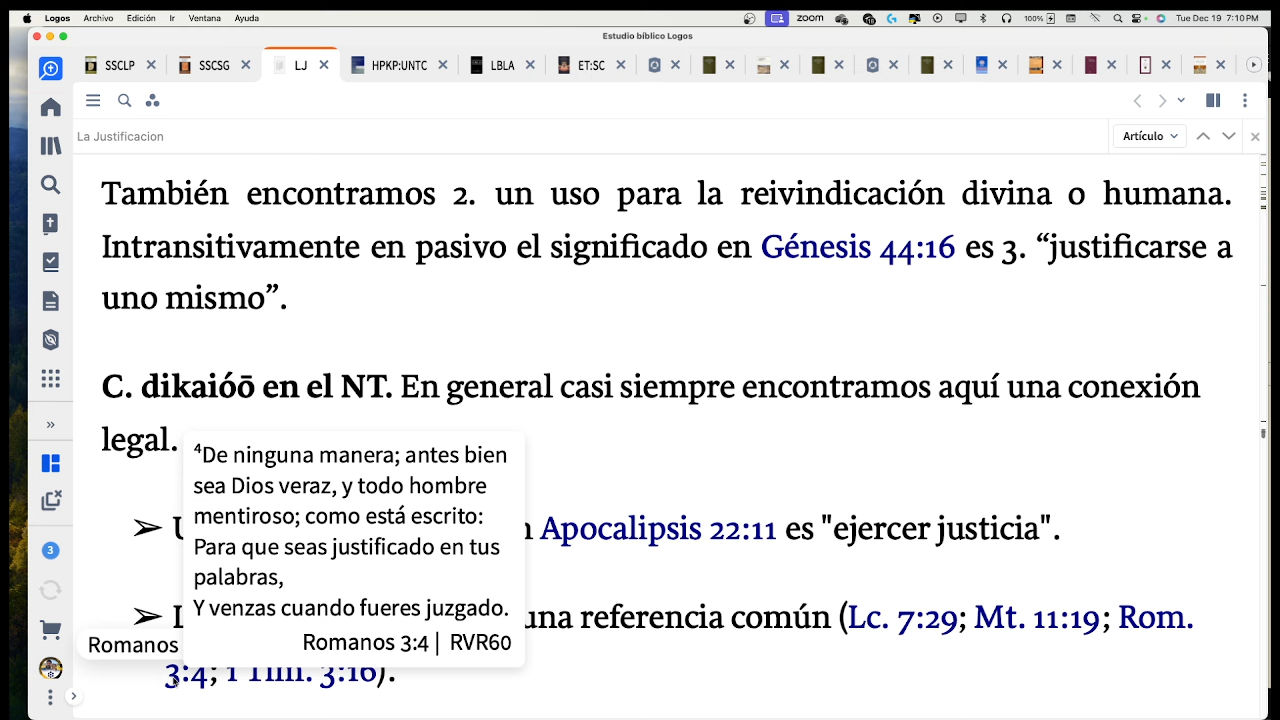 Logos Archivo Edición Ir Ventana Ayuda zoom 100% Tue Dec 19 7:10 PM
Estudio bíblico Logos
SSCLP SSCSG LJ HPKP:UNTC LBLA ET:SC
La Justificacion Artículo
También encontramos 2. un uso para la reivindicación divina o humana.
Intransitivamente en pasivo el significado en Génesis 44:16 es 3. “justificarse a
uno mismo”.
C. dikaióō en el NT. En general casi siempre encontramos aquí una conexión
legal.
⁴De ninguna manera; antes bien
sea Dios veraz, y todo hombre
mentiroso; como está escrito:
Para que seas justificado en tus
palabras,
Y venzas cuando fueres juzgado.
Romanos 3:4 | RVR60
Apocalipsis 22:11 es "ejercer justicia".
una referencia común (Lc. 7:29; Mt. 11:19; Rom.
Romanos
3:4; 1 Tim. 3:16).
3